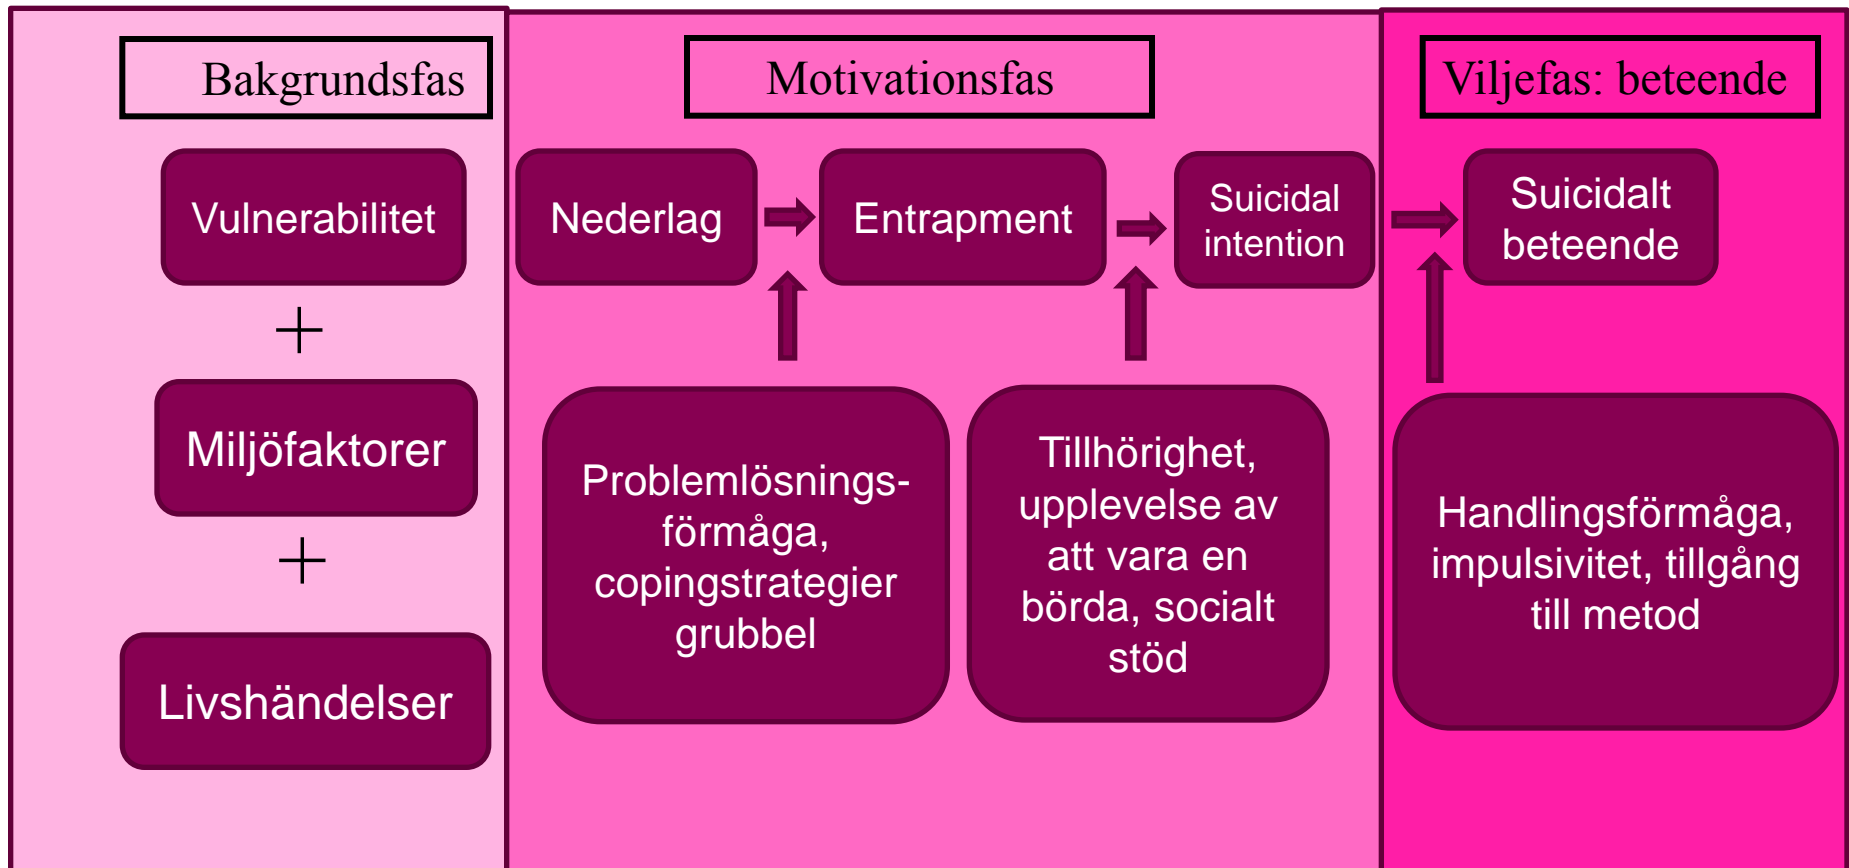 Bakgrundsfas
Vulnerabilitet
+
Miljöfaktorer
+
Livshändelser
Motivationsfas
Nederlag
Entrapment
Suicidal
intention
Problemlösnings-
förmåga,
copingstrategier
grubbel
Tillhörighet,
upplevelse av
att vara en
börda, socialt
stöd
Viljefas: beteende
Suicidalt
beteende
Handlingsförmåga,
impulsivitet, tillgång
till metod